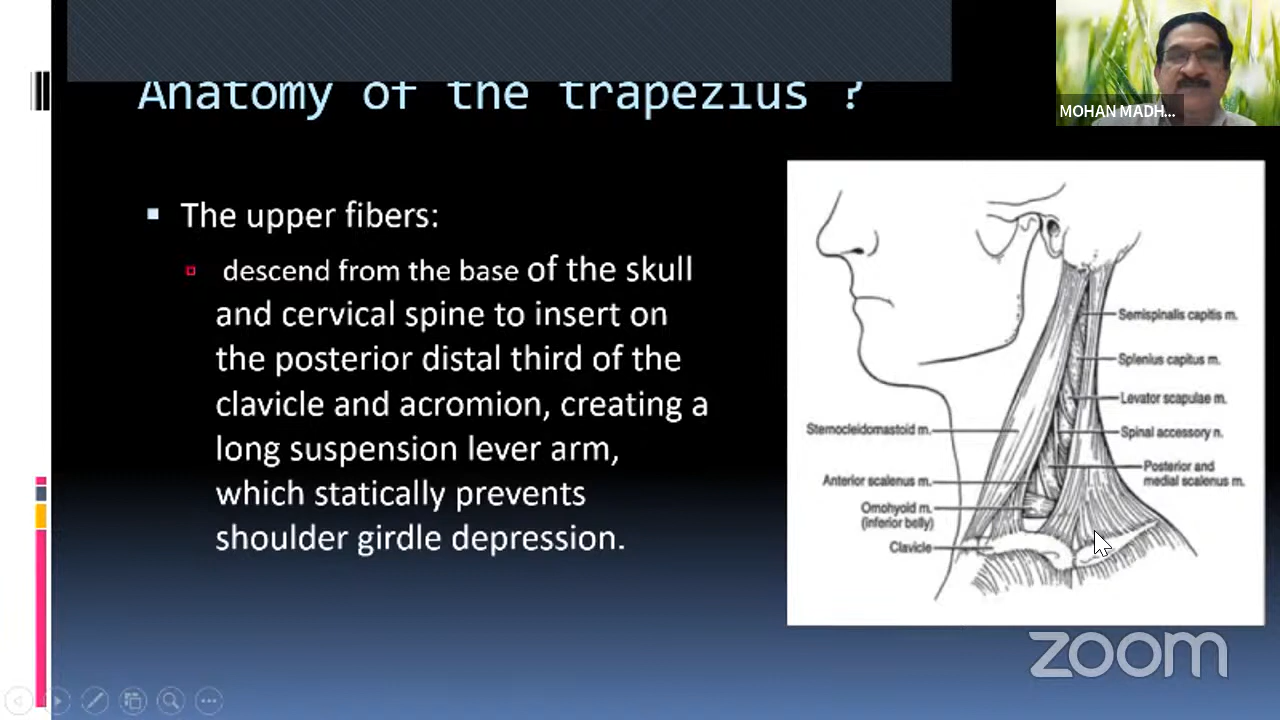 Anatomy of the trapezius ?
MOHAN MADH...
▪ The upper fibers:
▫ descend from the base of the skull
and cervical spine to insert on
the posterior distal third of the
clavicle and acromion, creating a
long suspension lever arm,
which statically prevents
shoulder girdle depression.
Semispinalis capitis m.
Splenius capitus m.
Levator scapulae m.
Sternocleidomastoid m.
Spinal accessory n.
Posterior and
medial scalenus m.
Anterior scalenus m.
Omohyoid m.
(inferior belly)
Clavicle
zoom